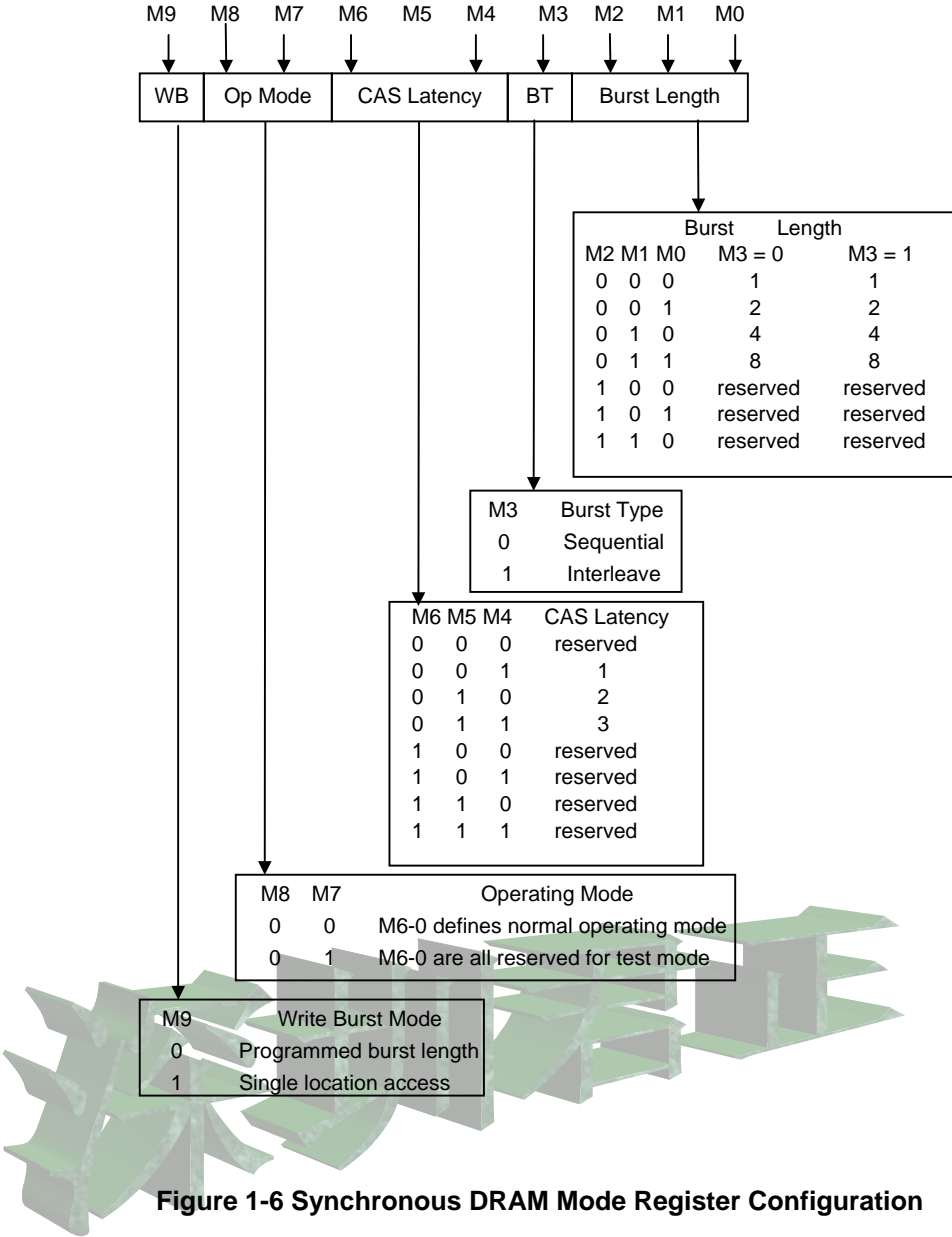 M9 M8 M7 M6 M5 M4 M3 M2 M1 M0
WB Op Mode CAS Latency BT Burst Length
Burst Length
M2 M1 M0 M3 = 0 M3 = 1
0 0 0 1 1
0 0 1 2 2
0 1 0 4 4
0 1 1 8 8
1 0 0 reserved reserved
1 0 1 reserved reserved
1 1 0 reserved reserved
M3 Burst Type
0 Sequential
1 Interleave
M6 M5 M4 CAS Latency
0 0 0 reserved
0 0 1 1
0 1 0 2
0 1 1 3
1 0 0 reserved
1 0 1 reserved
1 1 0 reserved
1 1 1 reserved
M8 M7 Operating Mode
0 0 M6-0 defines normal operating mode
0 1 M6-0 are all reserved for test mode
M9 Write Burst Mode
0 Programmed burst length
1 Single location access
Figure 1-6 Synchronous DRAM Mode Register Configuration